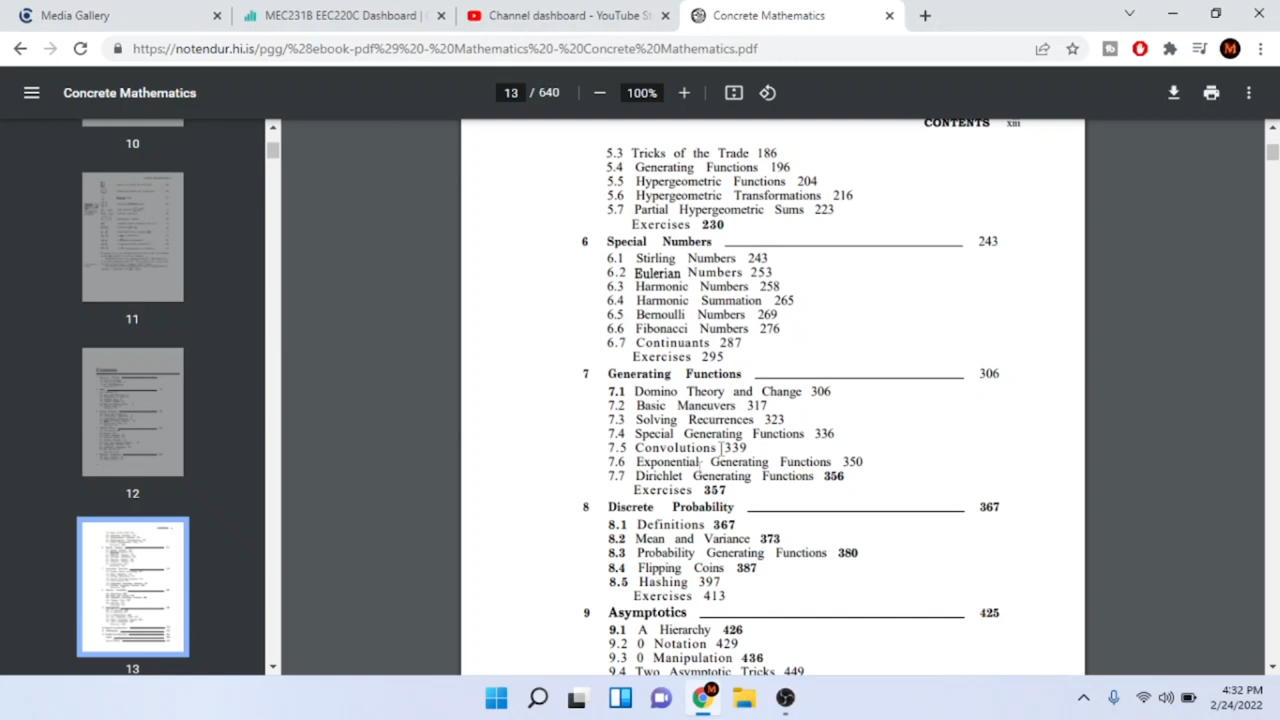 Media Gallery
MEC231B EEC220C Dashboard | C
Channel dashboard - YouTube St
Concrete Mathematics
https://notendur.hi.is/pgg/%28ebook-pdf%29%20-%20Mathematics%20-%20Concrete%20Mathematics.pdf
M
Concrete Mathematics
13 / 640
100%
10
11
12
13
CONTENTS xiii
5.3 Tricks of the Trade 186
5.4 Generating Functions 196
5.5 Hypergeometric Functions 204
5.6 Hypergeometric Transformations 216
5.7 Partial Hypergeometric Sums 223
Exercises 230
6 Special Numbers 243
6.1 Stirling Numbers 243
6.2 Eulerian Numbers 253
6.3 Harmonic Numbers 258
6.4 Harmonic Summation 265
6.5 Bernoulli Numbers 269
6.6 Fibonacci Numbers 276
6.7 Continuants 287
Exercises 295
7 Generating Functions 306
7.1 Domino Theory and Change 306
7.2 Basic Maneuvers 317
7.3 Solving Recurrences 323
7.4 Special Generating Functions 336
7.5 Convolutions 339
7.6 Exponential Generating Functions 350
7.7 Dirichlet Generating Functions 356
Exercises 357
8 Discrete Probability 367
8.1 Definitions 367
8.2 Mean and Variance 373
8.3 Probability Generating Functions 380
8.4 Flipping Coins 387
8.5 Hashing 397
Exercises 413
9 Asymptotics 425
9.1 A Hierarchy 426
9.2 0 Notation 429
9.3 0 Manipulation 436
9.4 Two Asymptotic Tricks 449
M
4:32 PM
2/24/2022